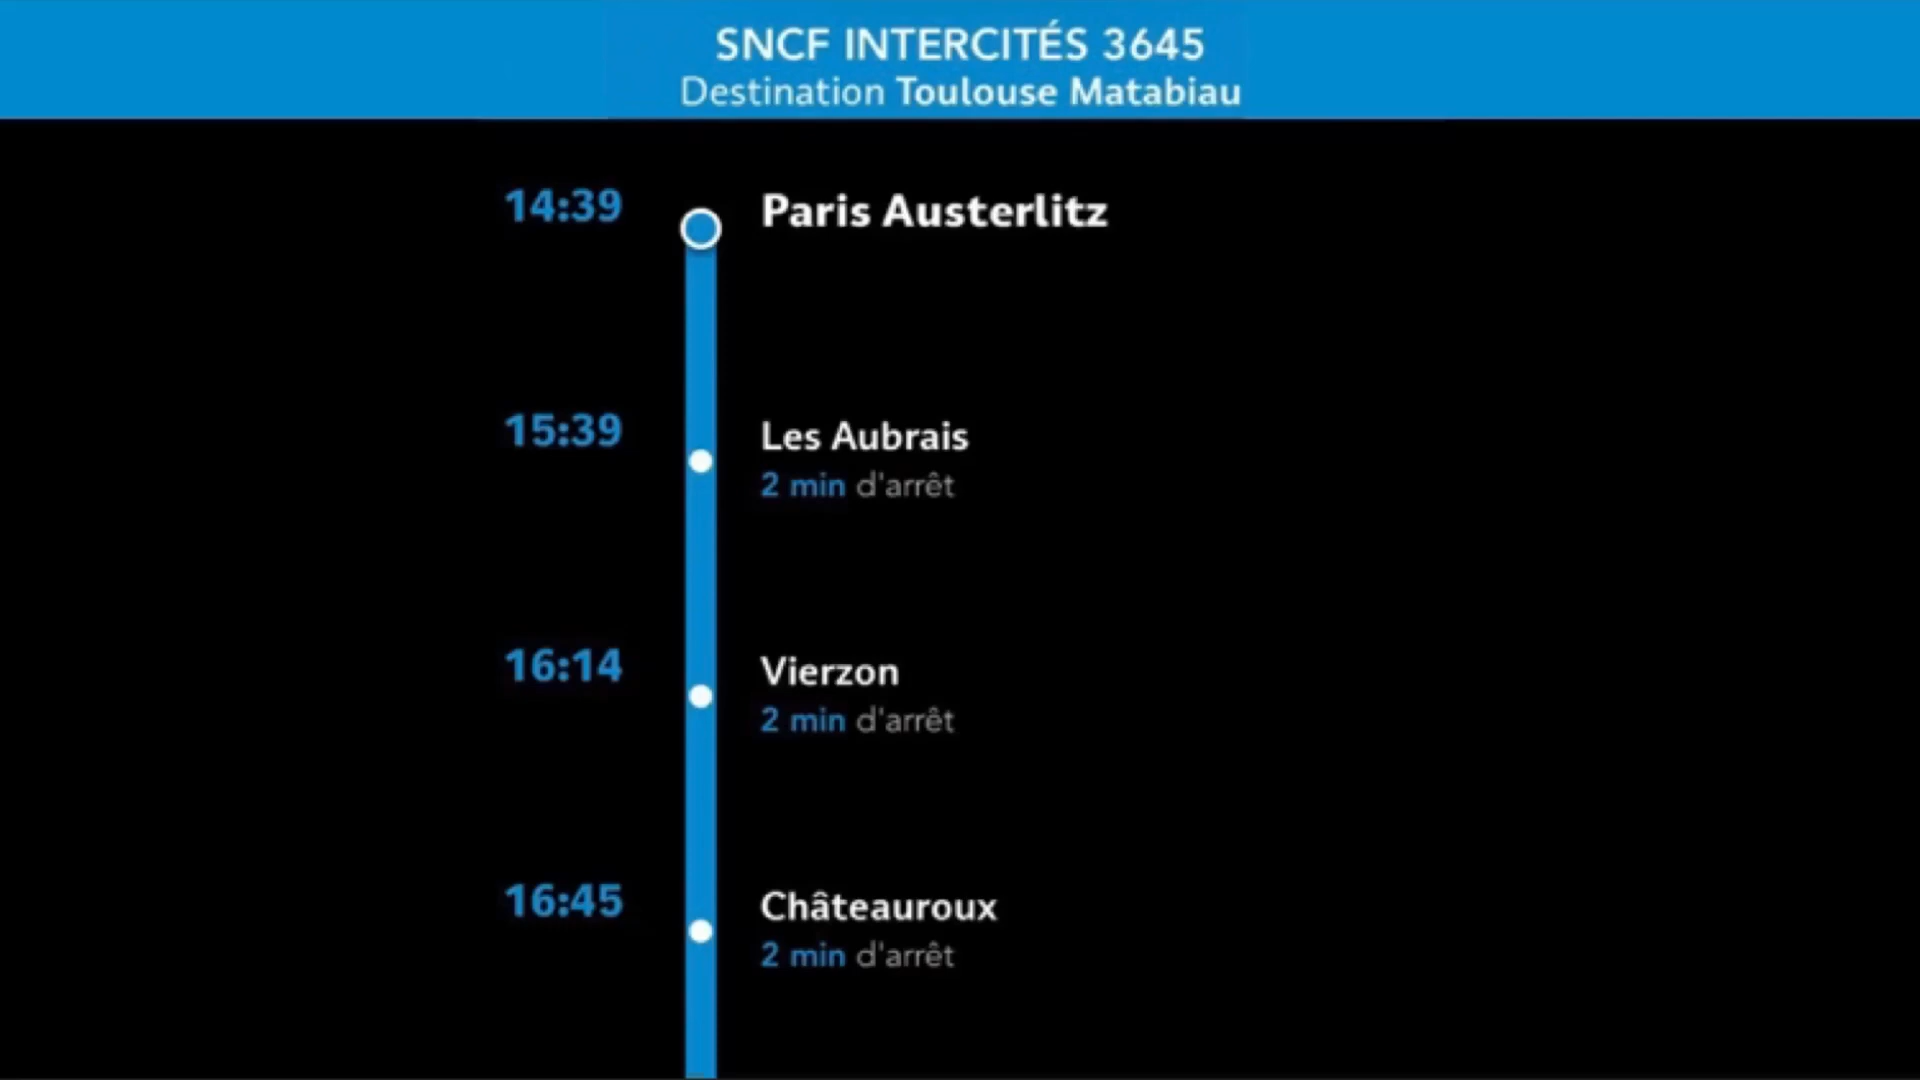 SNCF INTERCITÉS 3645
Destination Toulouse Matabiau
14:39 Paris Austerlitz
15:39 Les Aubrais
2 min d'arrêt
16:14 Vierzon
2 min d'arrêt
16:45 Châteauroux
2 min d'arrêt